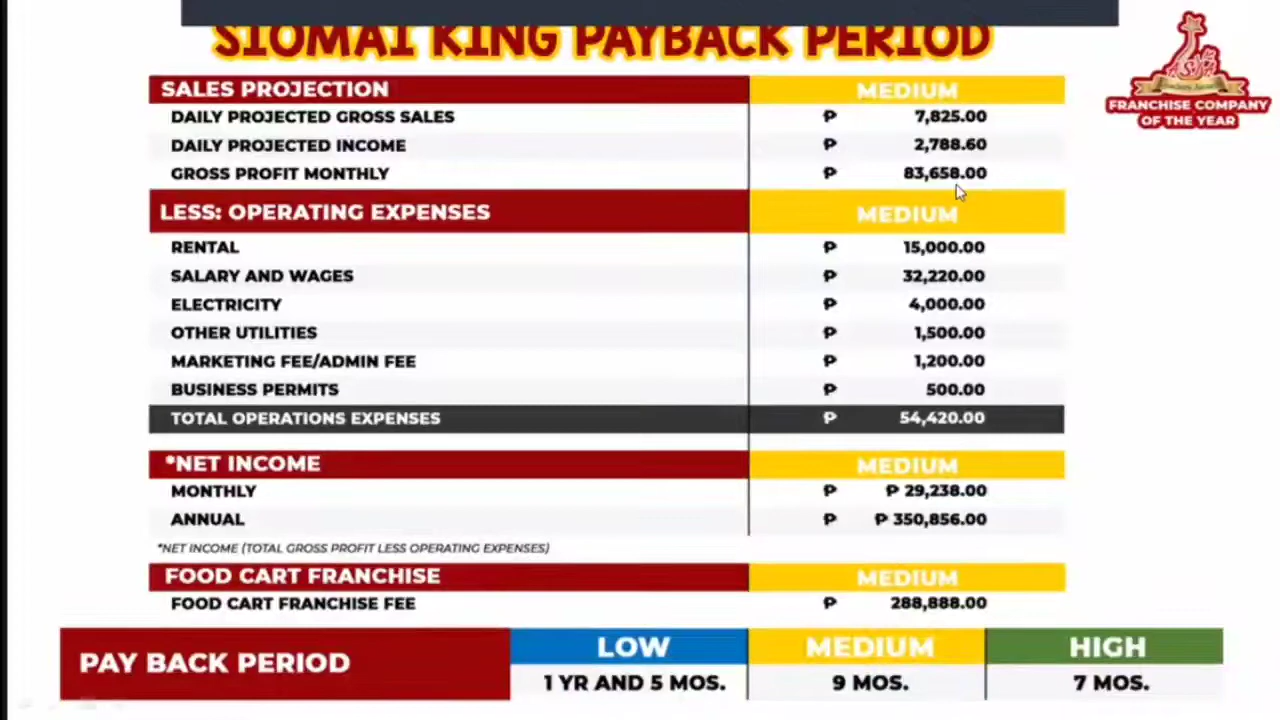 SIOMAI KING PAYBACK PERIOD
FRANCHISE COMPANY
OF THE YEAR
SALES PROJECTION MEDIUM
DAILY PROJECTED GROSS SALES ₱ 7,825.00
DAILY PROJECTED INCOME ₱ 2,788.60
GROSS PROFIT MONTHLY ₱ 83,658.00
LESS: OPERATING EXPENSES MEDIUM
RENTAL ₱ 15,000.00
SALARY AND WAGES ₱ 32,220.00
ELECTRICITY ₱ 4,000.00
OTHER UTILITIES ₱ 1,500.00
MARKETING FEE/ADMIN FEE ₱ 1,200.00
BUSINESS PERMITS ₱ 500.00
TOTAL OPERATIONS EXPENSES ₱ 54,420.00
*NET INCOME MEDIUM
MONTHLY ₱ ₱ 29,238.00
ANNUAL ₱ ₱ 350,856.00
*NET INCOME (TOTAL GROSS PROFIT LESS OPERATING EXPENSES)
FOOD CART FRANCHISE MEDIUM
FOOD CART FRANCHISE FEE ₱ 288,888.00
PAY BACK PERIOD LOW MEDIUM HIGH
1 YR AND 5 MOS. 9 MOS. 7 MOS.